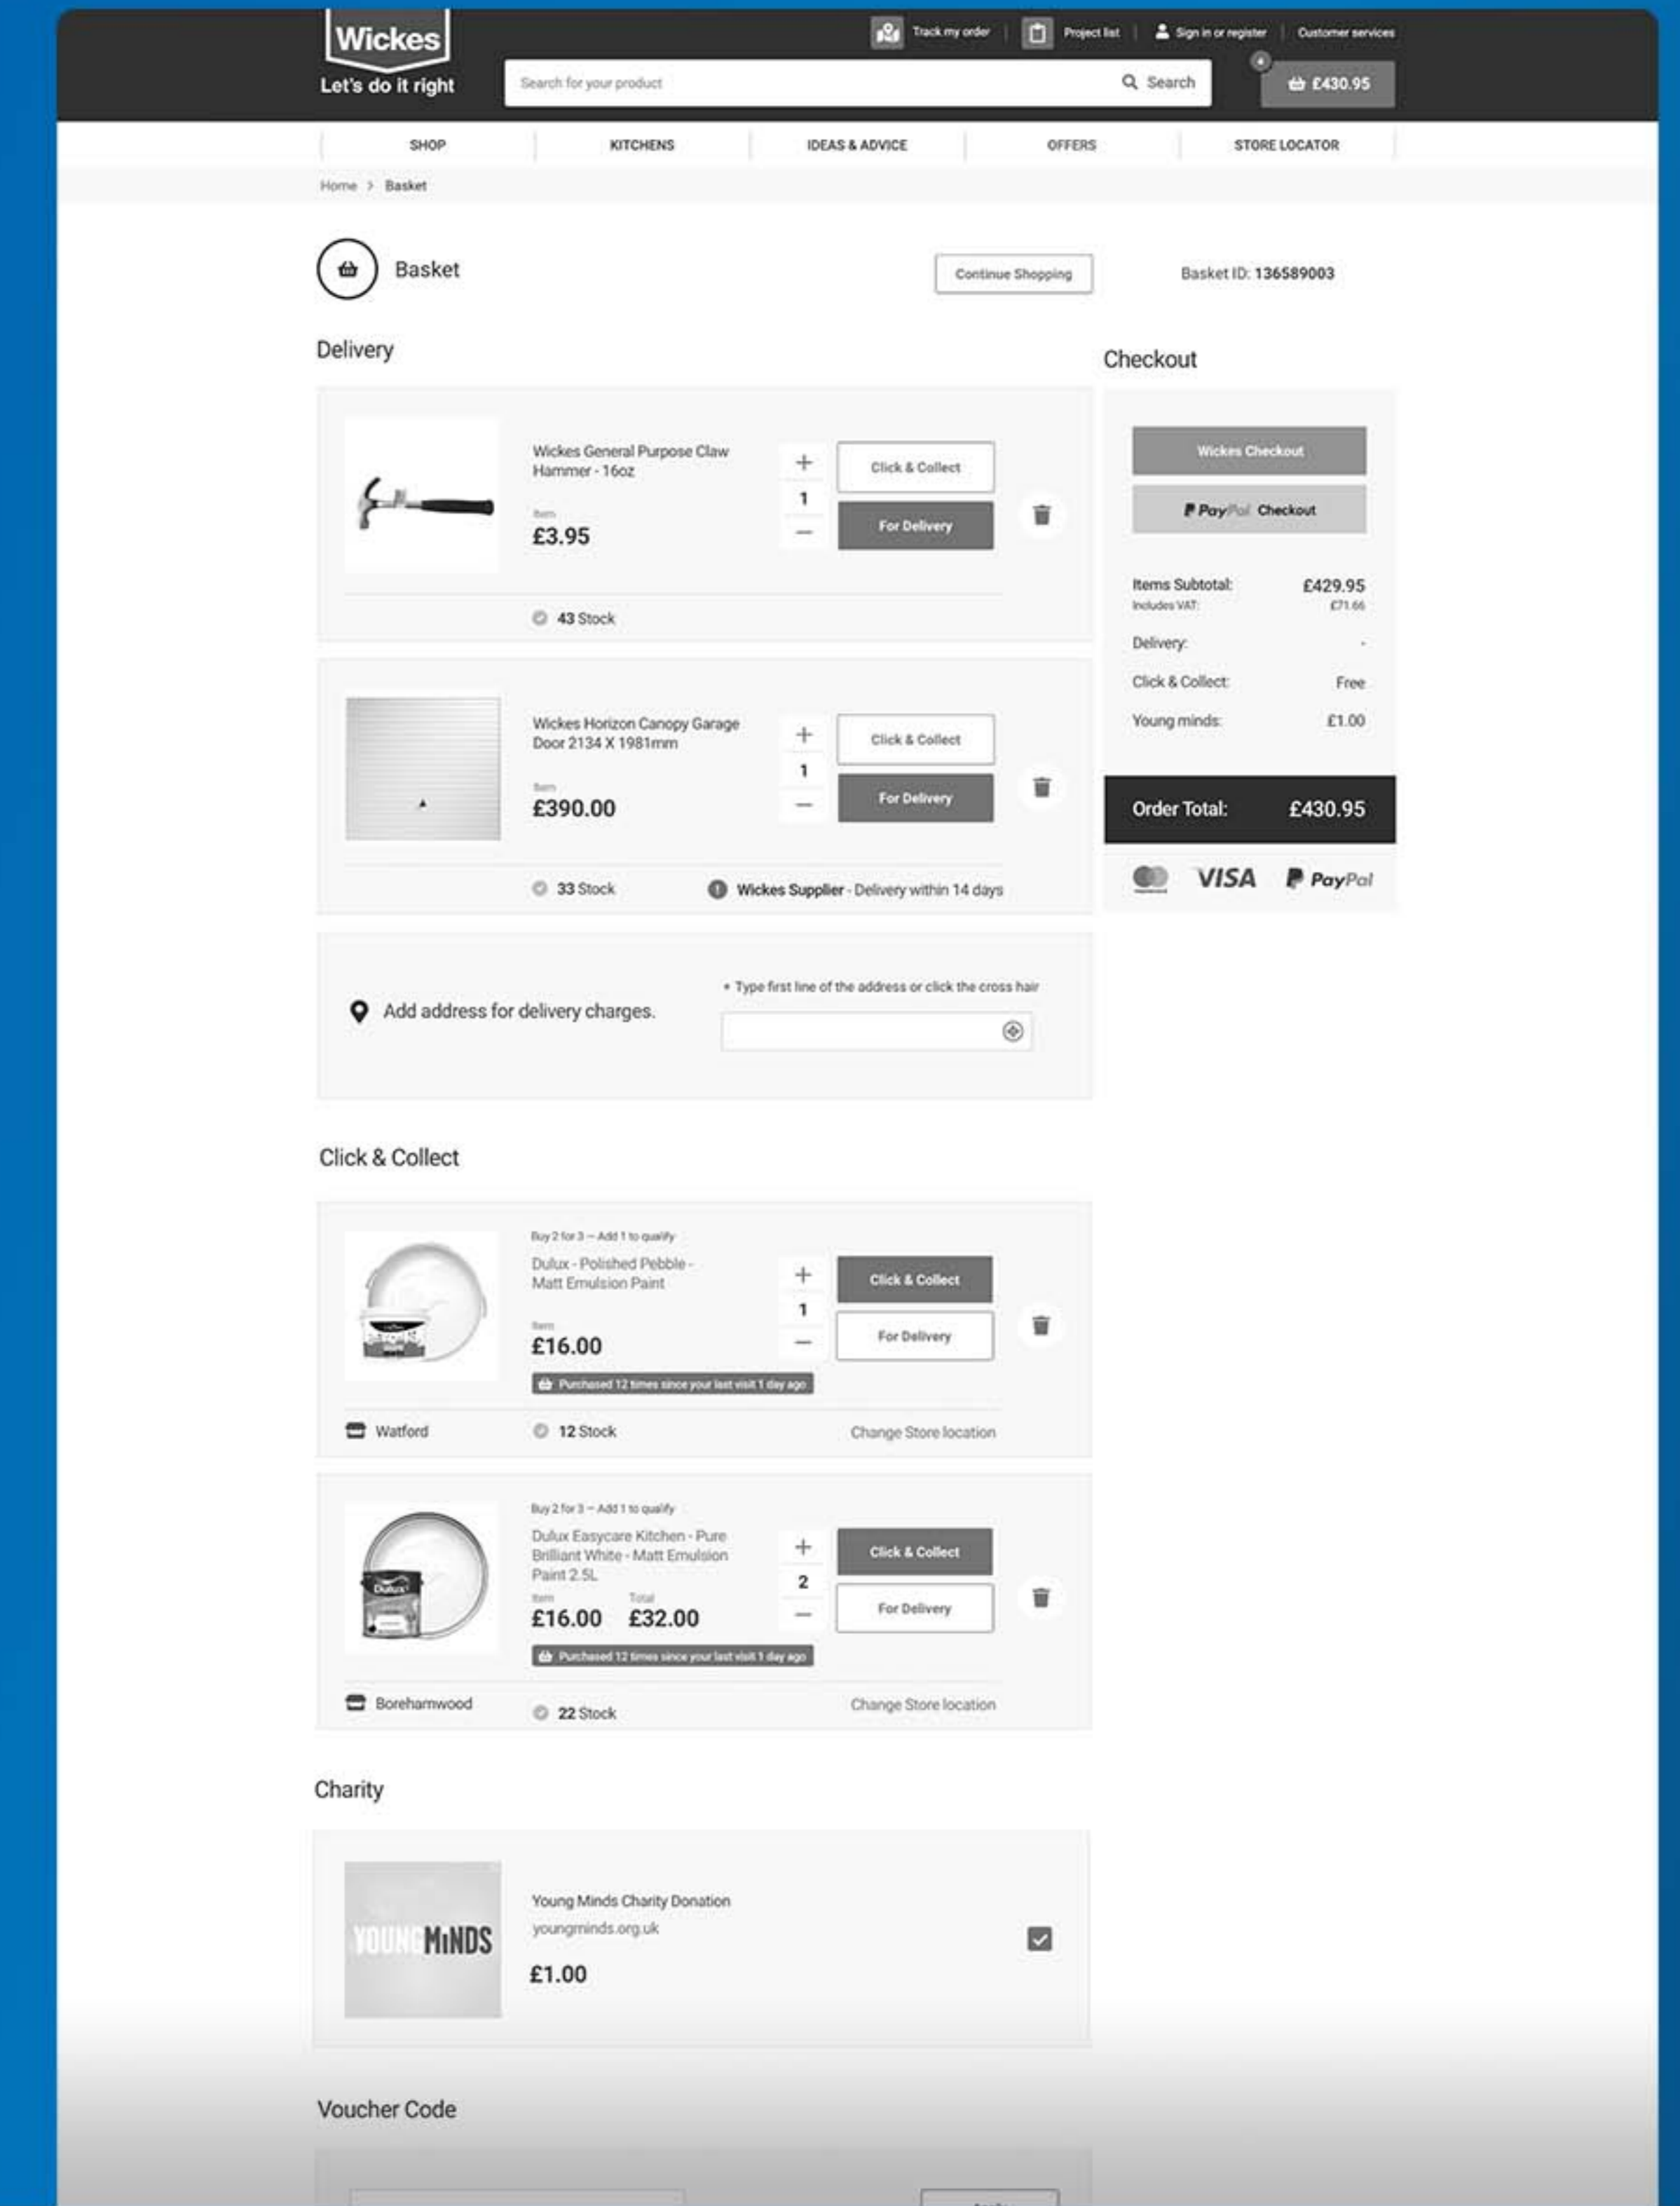 Wickes
Let's do it right
Track my order
Project list
Sign in or register
Customer services
Search for your product
Search
4
£430.95
SHOP
KITCHENS
IDEAS & ADVICE
OFFERS
STORE LOCATOR
Home > Basket
Basket
Continue Shopping
Basket ID: 136589003
Delivery
Wickes General Purpose Claw
Hammer - 16oz
Item
£3.95
+
1
–
Click & Collect
For Delivery
43 Stock
Wickes Horizon Canopy Garage
Door 2134 X 1981mm
Item
£390.00
+
1
–
Click & Collect
For Delivery
33 Stock
Wickes Supplier - Delivery within 14 days
Add address for delivery charges.
* Type first line of the address or click the cross hair
Checkout
Wickes Checkout
PayPal Checkout
Items Subtotal: £429.95
Includes VAT: £71.66
Delivery: -
Click & Collect: Free
Young minds: £1.00
Order Total: £430.95
mastercard
VISA
PayPal
Click & Collect
Buy 2 for 3 – Add 1 to qualify
Dulux - Polished Pebble -
Matt Emulsion Paint
Item
£16.00
Purchased 12 times since your last visit 1 day ago
+
1
–
Click & Collect
For Delivery
Watford
12 Stock
Change Store location
Buy 2 for 3 – Add 1 to qualify
Dulux Easycare Kitchen - Pure
Brilliant White - Matt Emulsion
Paint 2.5L
Item Total
£16.00 £32.00
Purchased 12 times since your last visit 1 day ago
+
2
–
Click & Collect
For Delivery
Dulux
Borehamwood
22 Stock
Change Store location
Charity
YOUNGMiNDS
Young Minds Charity Donation
youngminds.org.uk
£1.00
Voucher Code